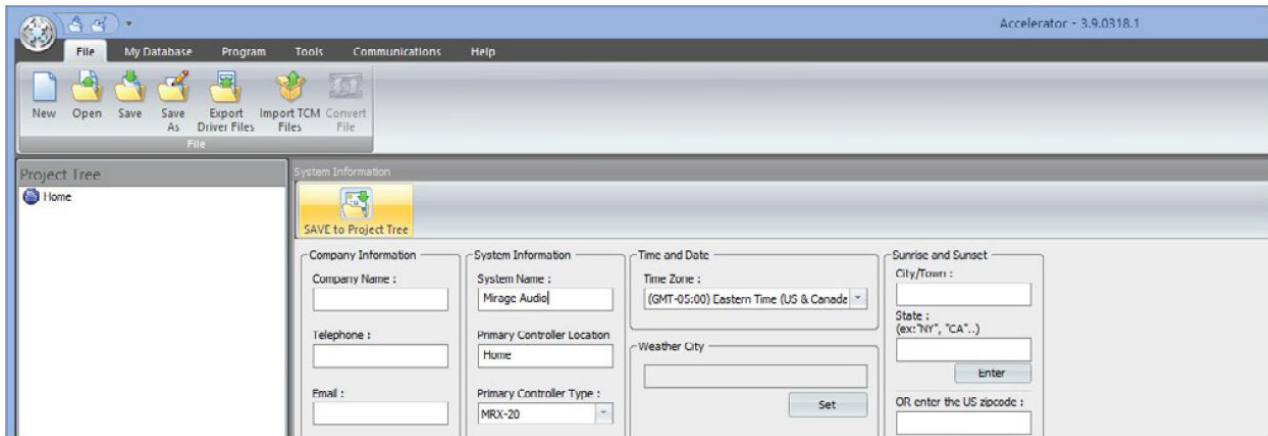 Accelerator - 3.9.0318.1
File My Database Program Tools Communications Help
New Open Save Save As Export Driver Files Import TCM Files Convert File
File
Project Tree
Home
System Information
SAVE to Project Tree
Company Information
Company Name :
Telephone :
Email :
System Information
System Name :
Mirage Audio
Primary Controller Location
Home
Primary Controller Type :
MRX-20
Time and Date
Time Zone :
(GMT-05:00) Eastern Time (US & Canada
Weather City
Set
Sunrise and Sunset
City/Town :
State :
(ex:"NY", "CA"..)
Enter
OR enter the US zipcode :